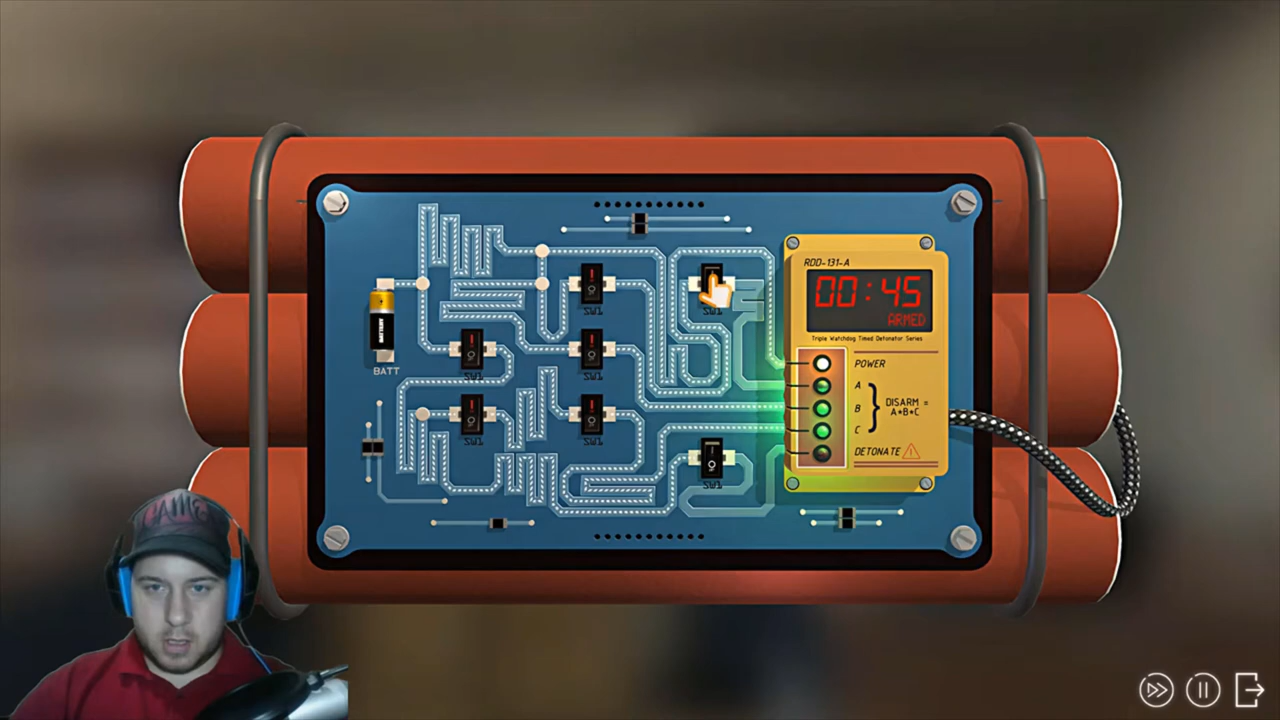 RDD-131-A
00:45
ARMED
Triple Watchdog Timed Detonator Series
POWER
A
B
C
DISARM =
A*B*C
DETONATE
BATT
SW1
SW1
SW1
SW1
SW1
SW1
SW1